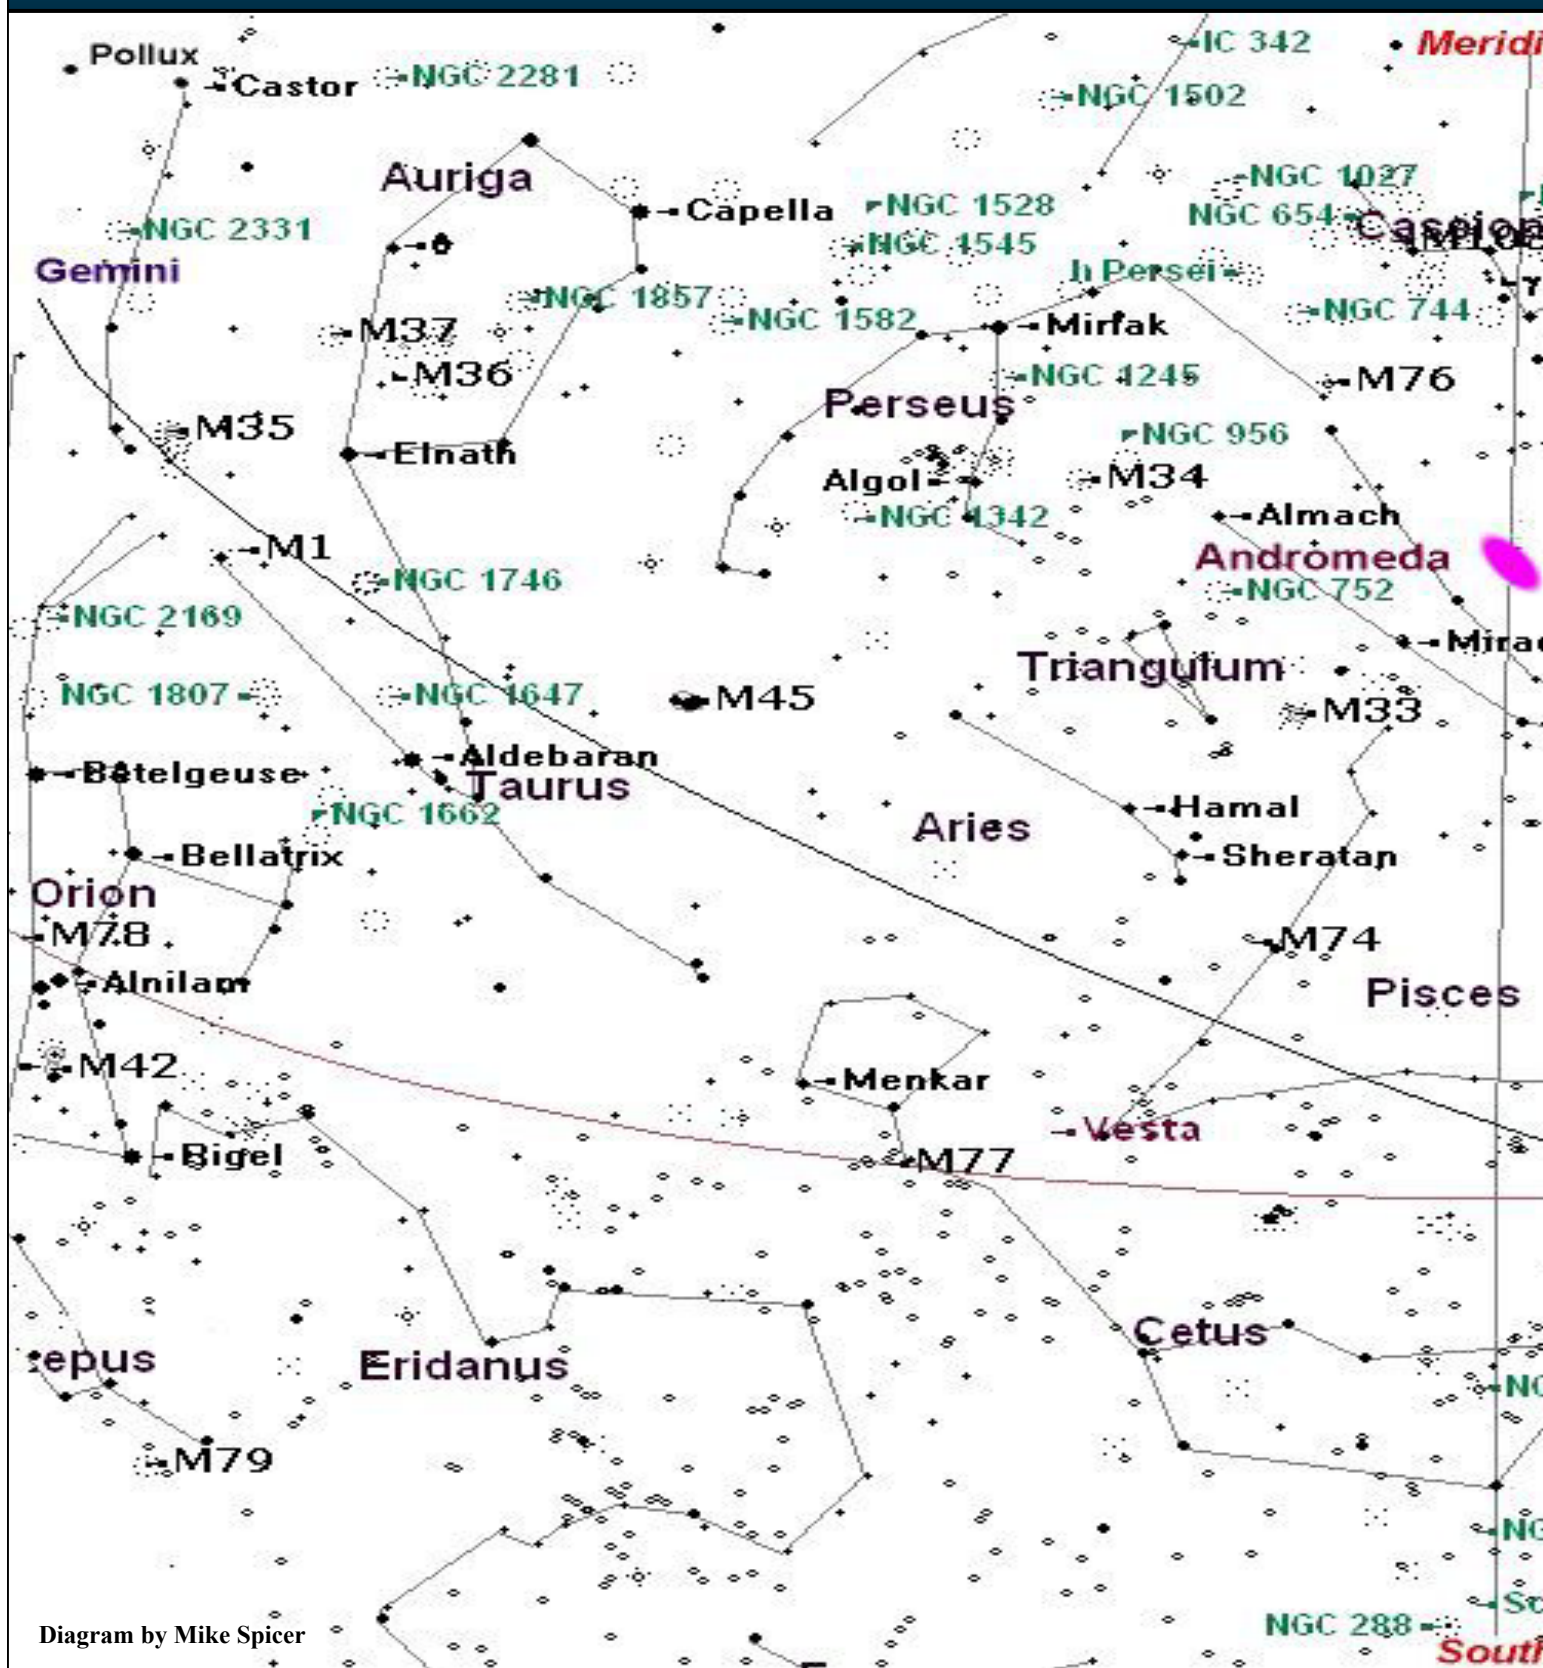 IC 342
Meridi
Pollux
Castor
NGC 2281
NGC 1502
Auriga
NGC 1027
Capella
NGC 1528
NGC 654
NGC 2331
NGC 1545
Gemini
h Persei
NGC 1857
NGC 1582
NGC 744
M37
Mirfak
M36
NGC 1245
M76
Perseus
M35
NGC 956
Elnath
Algol
M34
NGC 1342
Almach
M1
Andromeda
NGC 1746
NGC 752
NGC 2169
Mirac
Triangulum
NGC 1807
NGC 1647
M45
M33
Aldebaran
Betelgeuse
Taurus
Hamal
NGC 1662
Aries
Bellatrix
Sheratan
Orion
M78
M74
Alnilam
Pisces
M42
Menkar
Vesta
Rigel
M77
Cetus
epus
Eridanus
M79
NGC 288
Diagram by Mike Spicer
South